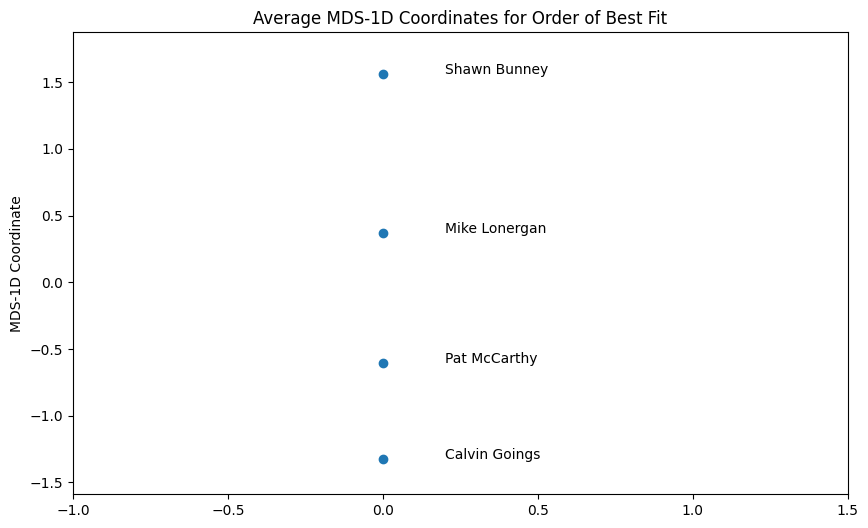 Average MDS-1D Coordinates for Order of Best Fit
MDS-1D Coordinate
1.5
1.0
0.5
0.0
−0.5
−1.0
−1.5
Shawn Bunney
Mike Lonergan
Pat McCarthy
Calvin Goings
−1.0
−0.5
0.0
0.5
1.0
1.5